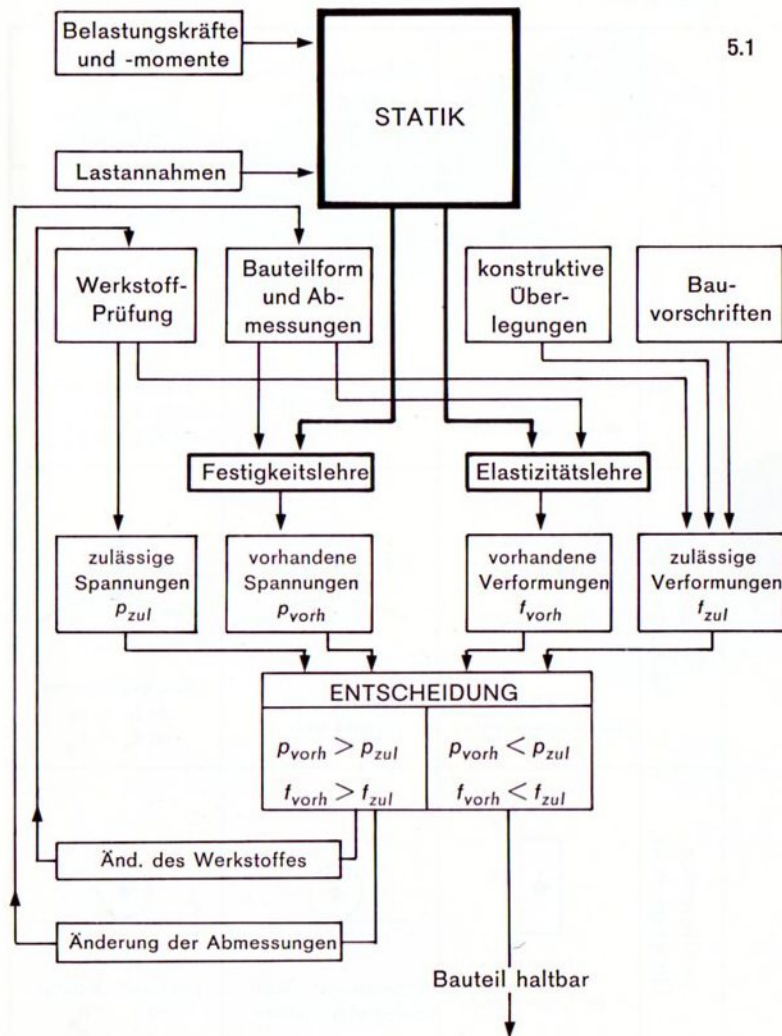 5.1
Belastungskräfte
und -momente
STATIK
Lastannahmen
Werkstoff-
Prüfung
Bauteilform
und Ab-
messungen
konstruktive
Über-
legungen
Bau-
vorschriften
Festigkeitslehre
Elastizitätslehre
zulässige
Spannungen
p_zul
vorhandene
Spannungen
p_vorh
vorhandene
Verformungen
f_vorh
zulässige
Verformungen
f_zul
ENTSCHEIDUNG
p_vorh > p_zul
f_vorh > f_zul
p_vorh < p_zul
f_vorh < f_zul
Änd. des Werkstoffes
Änderung der Abmessungen
Bauteil haltbar